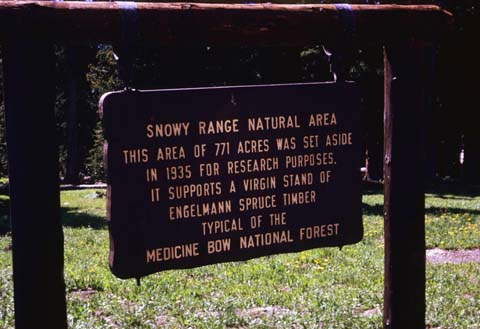 SNOWY RANGE NATURAL AREA
THIS AREA OF 771 ACRES WAS SET ASIDE
IN 1935 FOR RESEARCH PURPOSES.
IT SUPPORTS A VIRGIN STAND OF
ENGELMANN SPRUCE TIMBER
TYPICAL OF THE
MEDICINE BOW NATIONAL FOREST